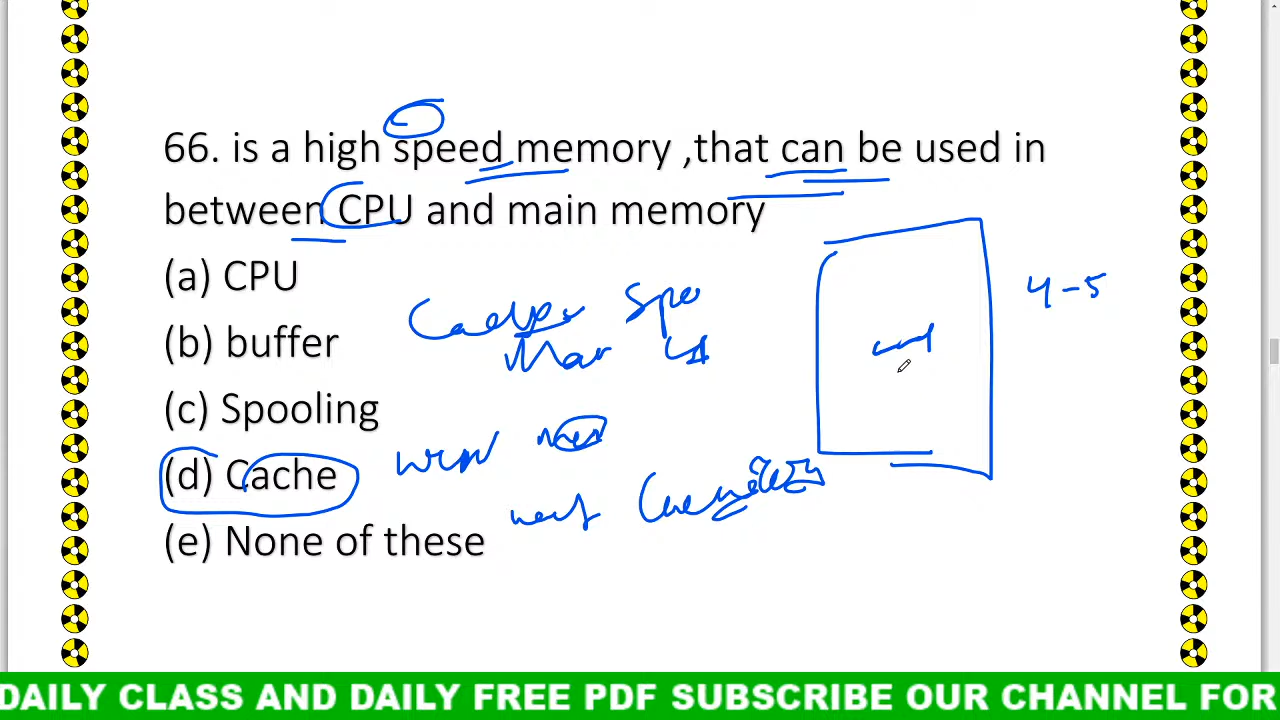 66. is a high speed memory ,that can be used in
between CPU and main memory
(a) CPU
(b) buffer
(c) Spooling
(d) Cache
(e) None of these
4-5
DAILY CLASS AND DAILY FREE PDF SUBSCRIBE OUR CHANNEL FOR